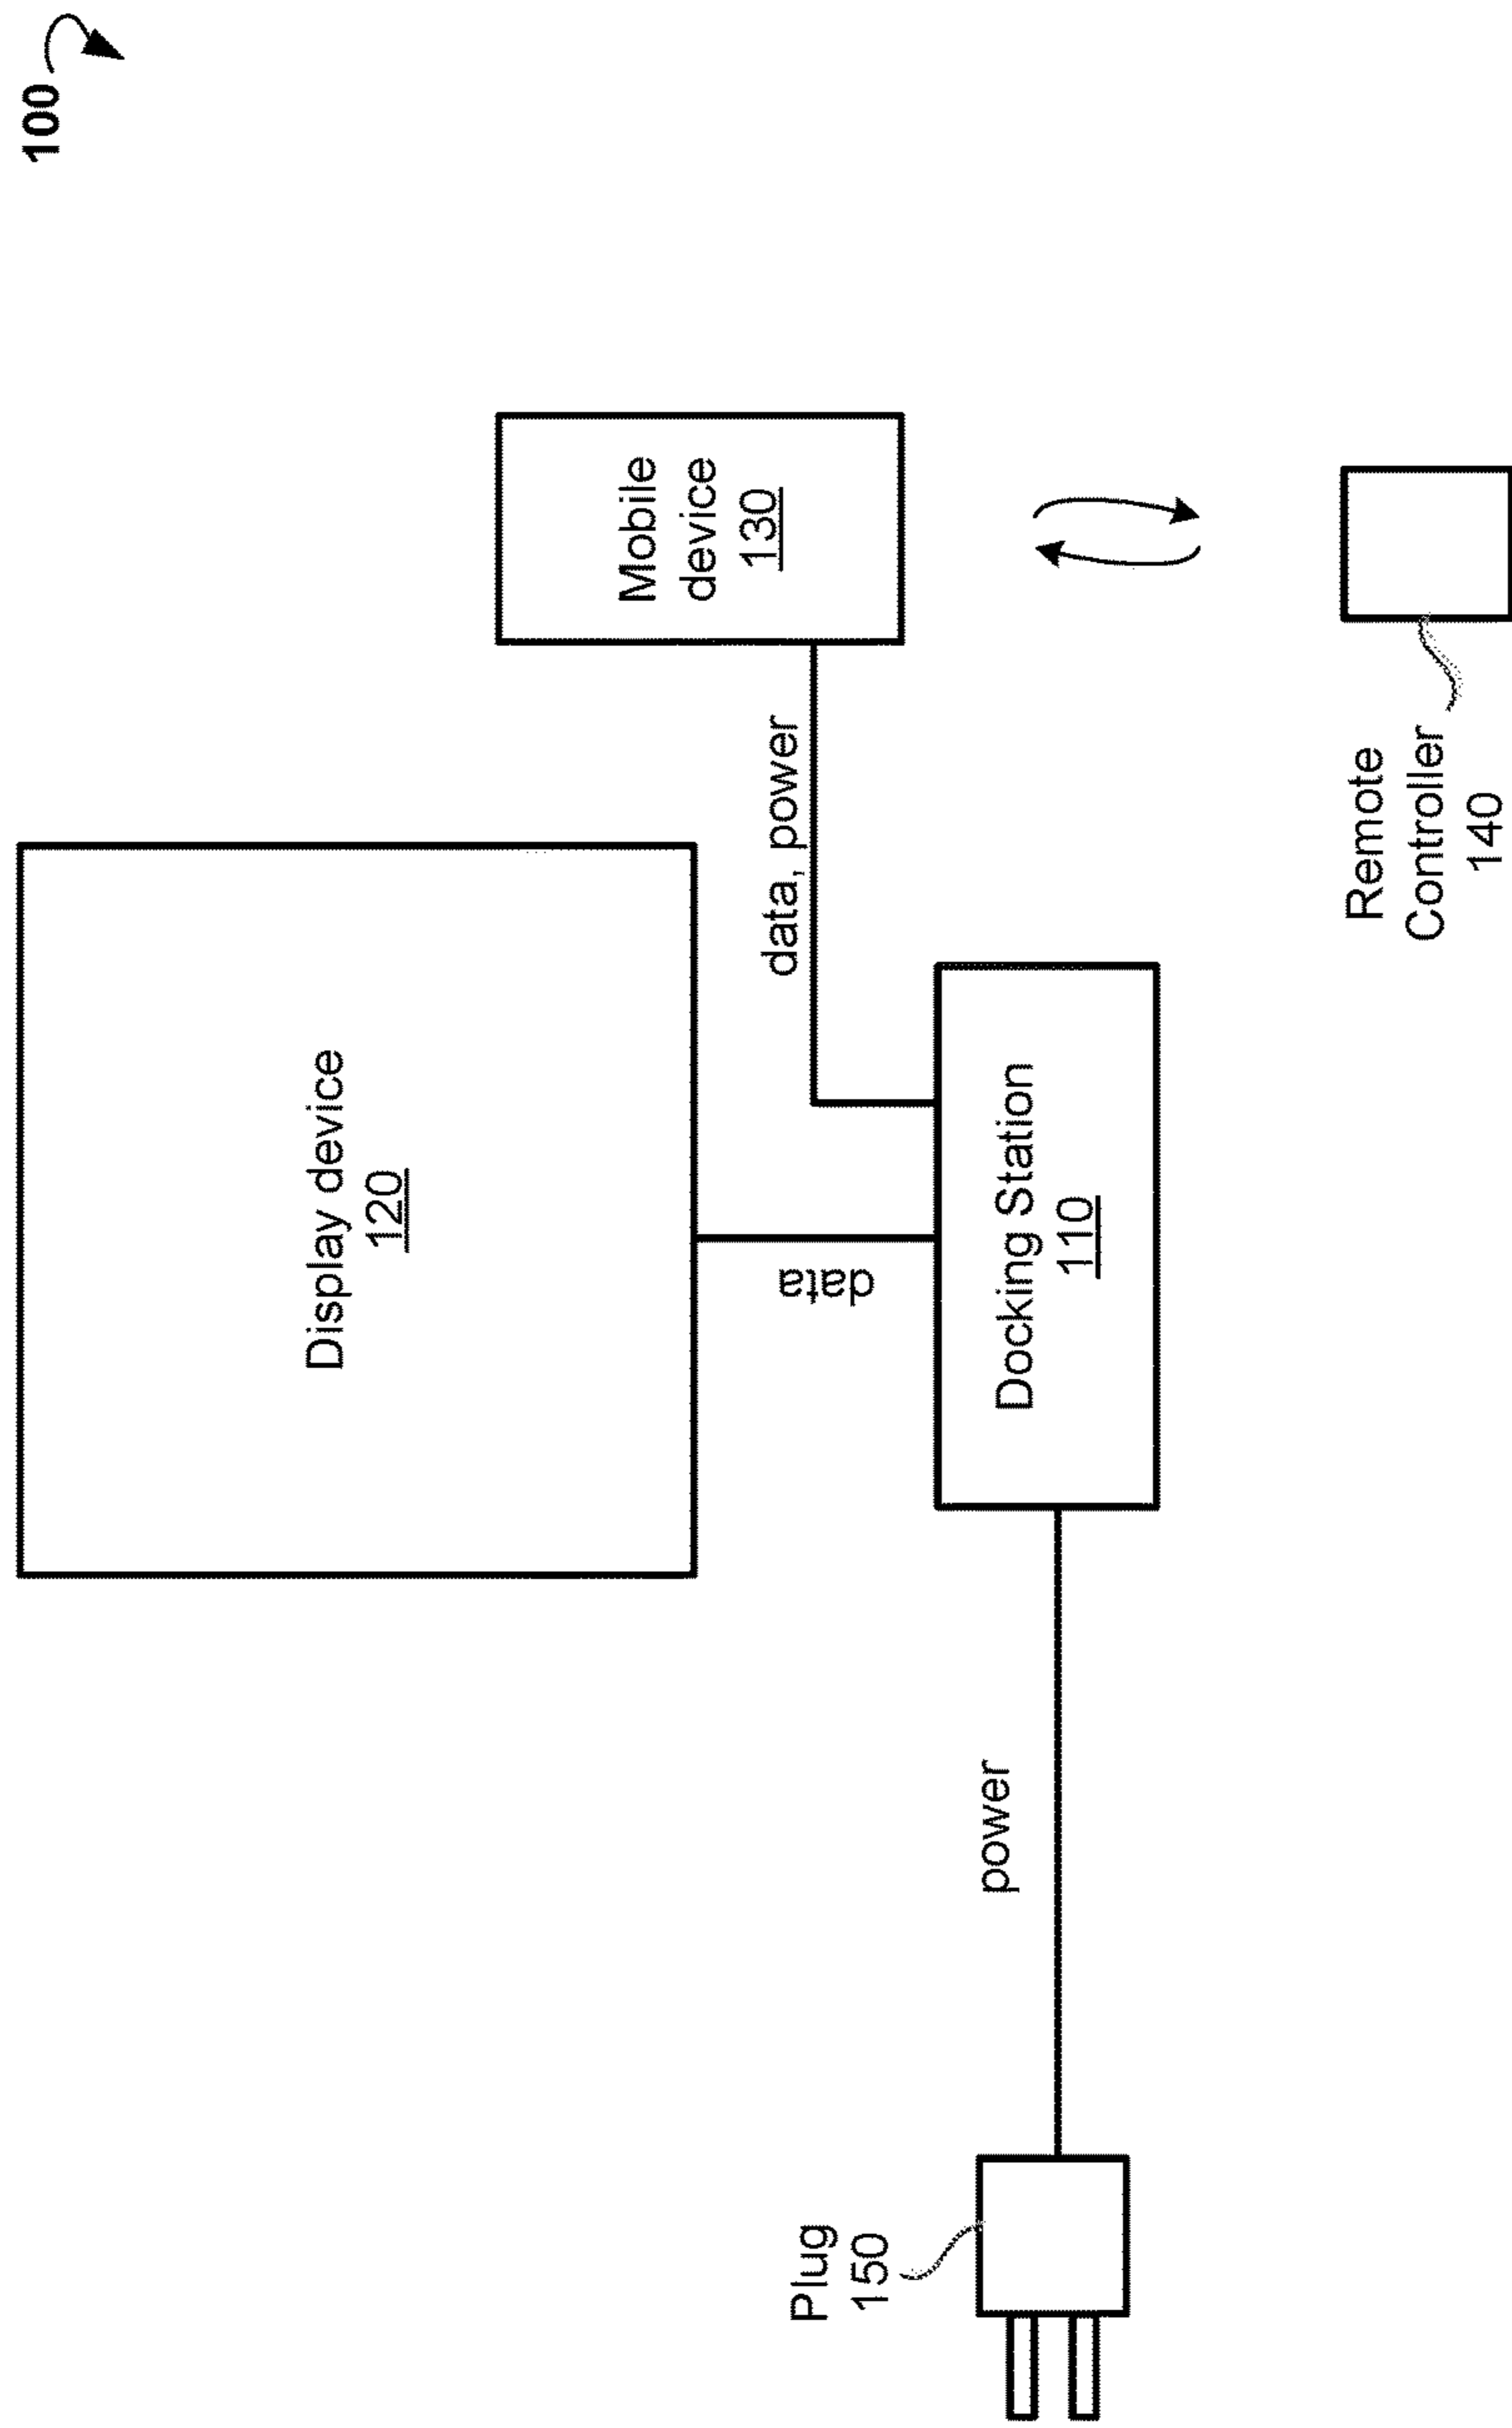 100
Display device
120
Mobile
device
130
data, power
data
Docking Station
110
power
Plug
150
Remote
Controller
140